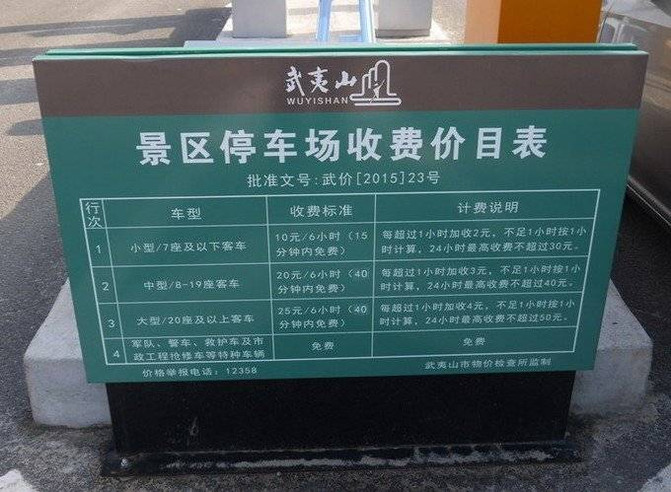 武夷山
WUYISHAN
景区停车场收费价目表
批准文号:武价[2015]23号
行次 车型 收费标准 计费说明
1 小型/7座及以下客车 10元/6小时（15分钟内免费） 每超过1小时加收2元，不足1小时按1小时计算，24小时最高收费不超过30元。
2 中型/8-19座客车 20元/6小时（40分钟内免费） 每超过1小时加收3元，不足1小时按1小时计算，24小时最高收费不超过40元。
3 大型/20座及以上客车 25元/6小时（40分钟内免费） 每超过1小时加收4元，不足1小时按1小时计算，24小时最高收费不超过50元。
4 军队、警车、救护车及市政工程抢修车等特种车辆 免费 免费
价格举报电话：12358 武夷山市物价检查所监制